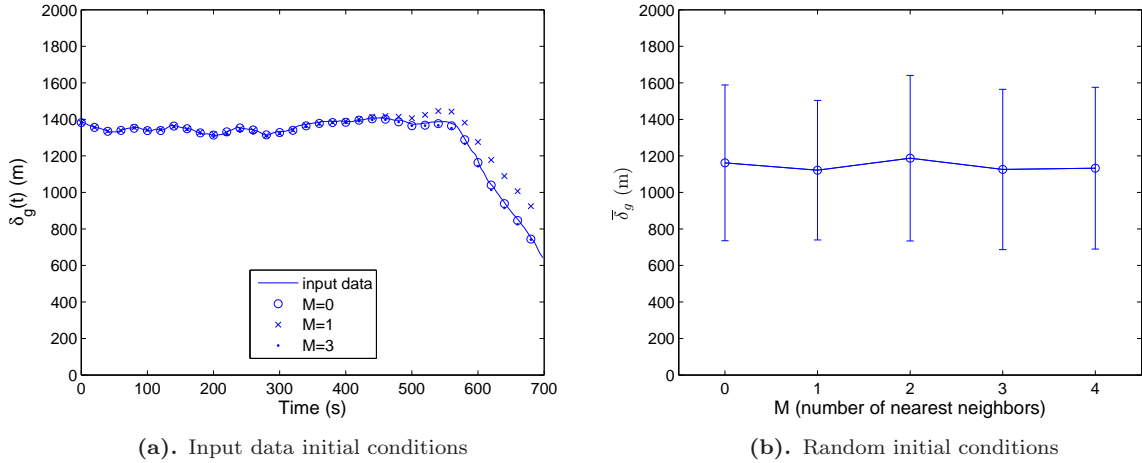 2000
1800
1600
1400
1200
1000
800
600
400
200
0
δg(t) (m)
0 100 200 300 400 500 600 700
Time (s)
input data
M=0
M=1
M=3
(a). Input data initial conditions
2000
1800
1600
1400
1200
1000
800
600
400
200
0
δ̅g (m)
0 1 2 3 4
M (number of nearest neighbors)
(b). Random initial conditions